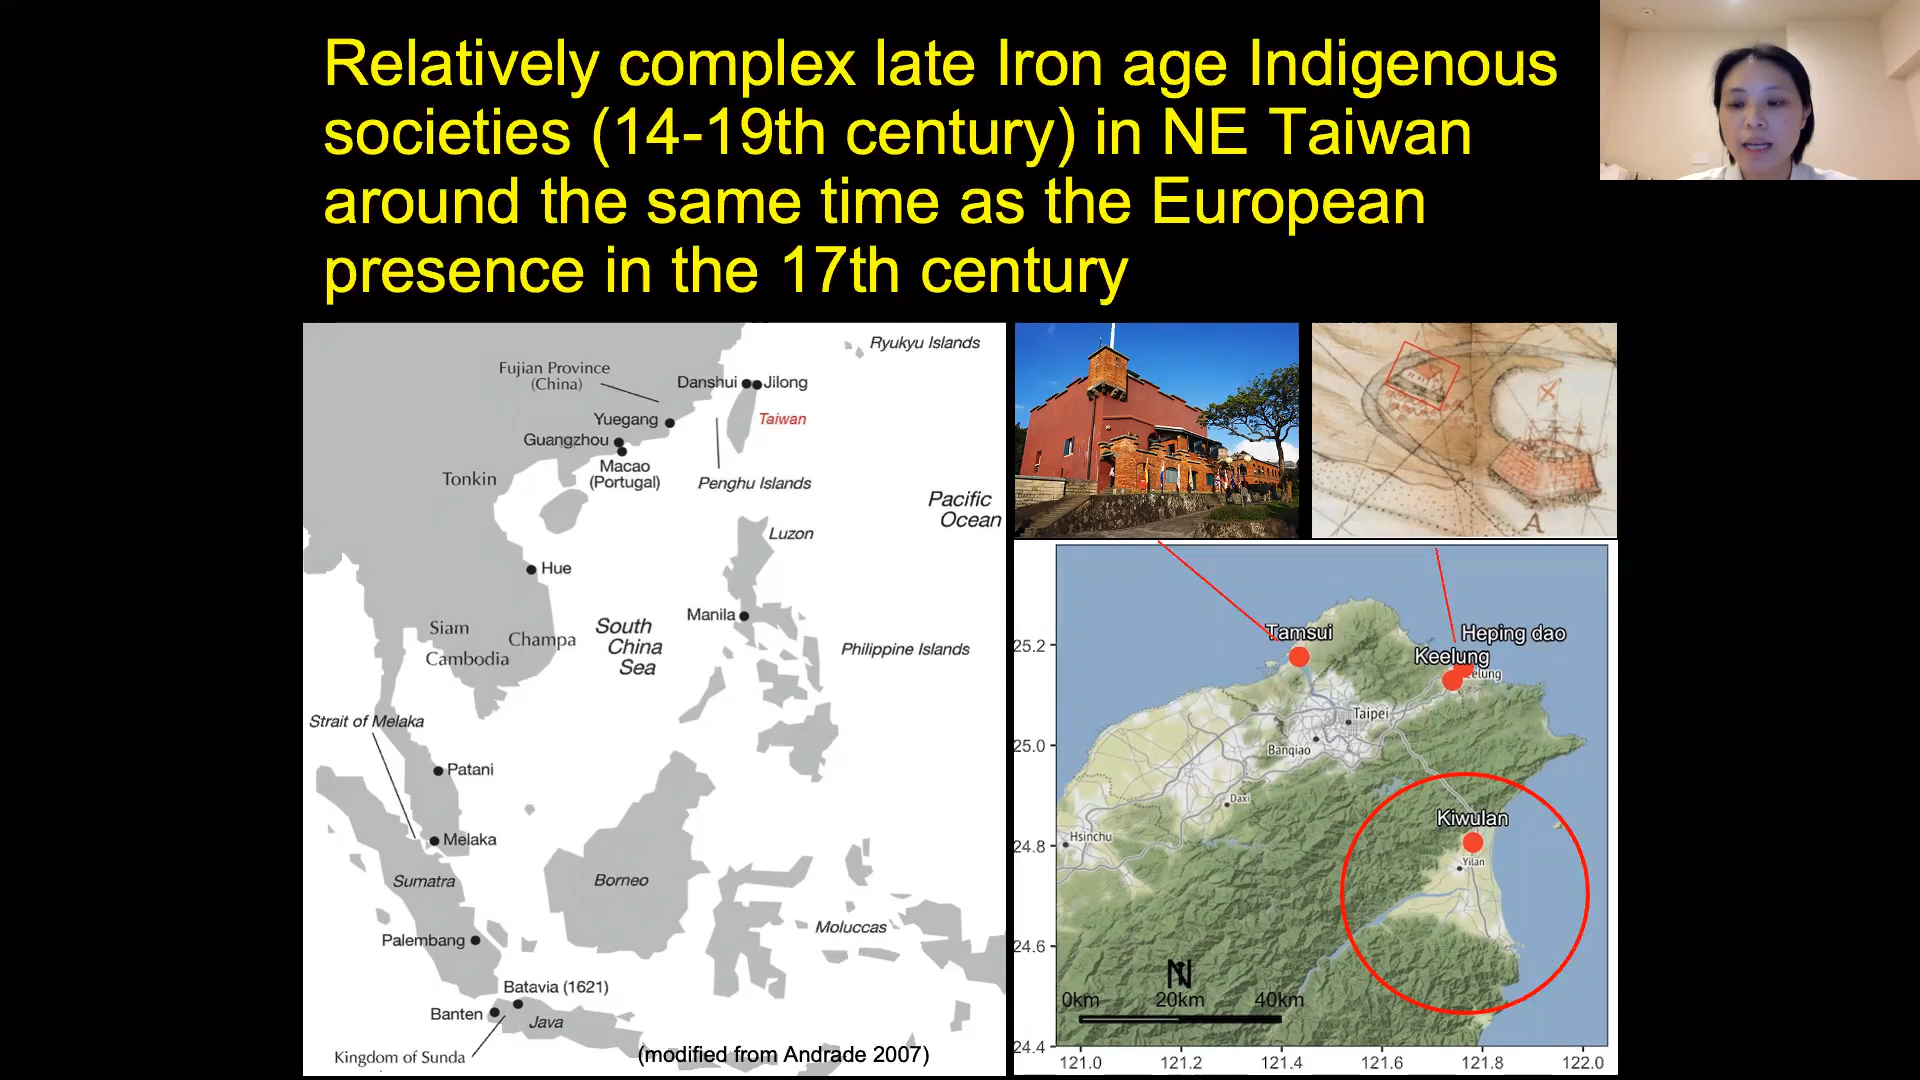 Relatively complex late Iron age Indigenous
societies (14-19th century) in NE Taiwan
around the same time as the European
presence in the 17th century
Ryukyu Islands
Fujian Province
(China)
Danshui
Jilong
Yuegang
Taiwan
Guangzhou
Macao
(Portugal)
Tonkin
Penghu Islands
Pacific
Ocean
Luzon
Hue
Manila
Siam
Champa
South
China
Sea
Cambodia
Philippine Islands
Strait of Melaka
Patani
Melaka
Sumatra
Borneo
Moluccas
Palembang
Batavia (1621)
Banten
Java
Kingdom of Sunda
(modified from Andrade 2007)
A
Tamsui
Heping dao
Keelung
elung
Taipei
Banqiao
Daxi
Hsinchu
Kiwulan
Yilan
N
0km
20km
40km
25.2
25.0
24.8
24.6
24.4
121.0
121.2
121.4
121.6
121.8
122.0